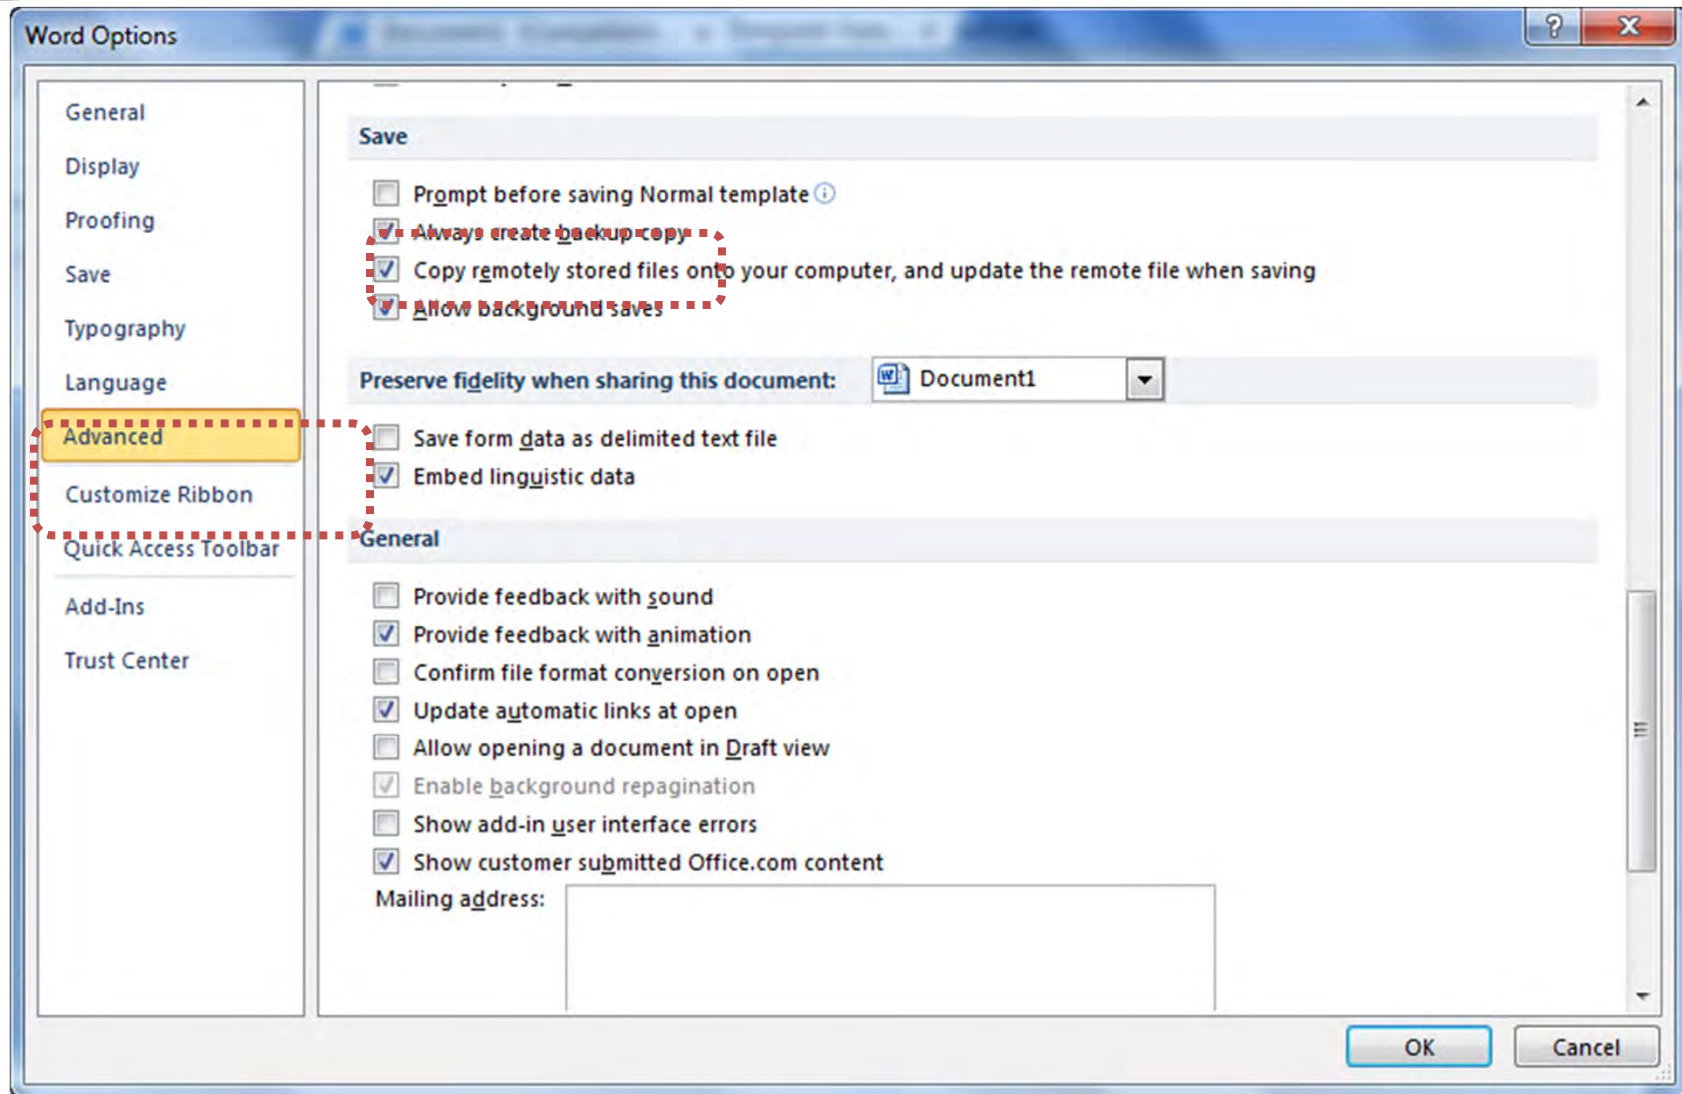 Word Options
General
Display
Proofing
Save
Typography
Language
Advanced
Customize Ribbon
Quick Access Toolbar
Add-Ins
Trust Center
Save
Prompt before saving Normal template
Always create backup copy
Copy remotely stored files onto your computer, and update the remote file when saving
Allow background saves
Preserve fidelity when sharing this document: Document1
Save form data as delimited text file
Embed linguistic data
General
Provide feedback with sound
Provide feedback with animation
Confirm file format conversion on open
Update automatic links at open
Allow opening a document in Draft view
Enable background repagination
Show add-in user interface errors
Show customer submitted Office.com content
Mailing address:
OK Cancel